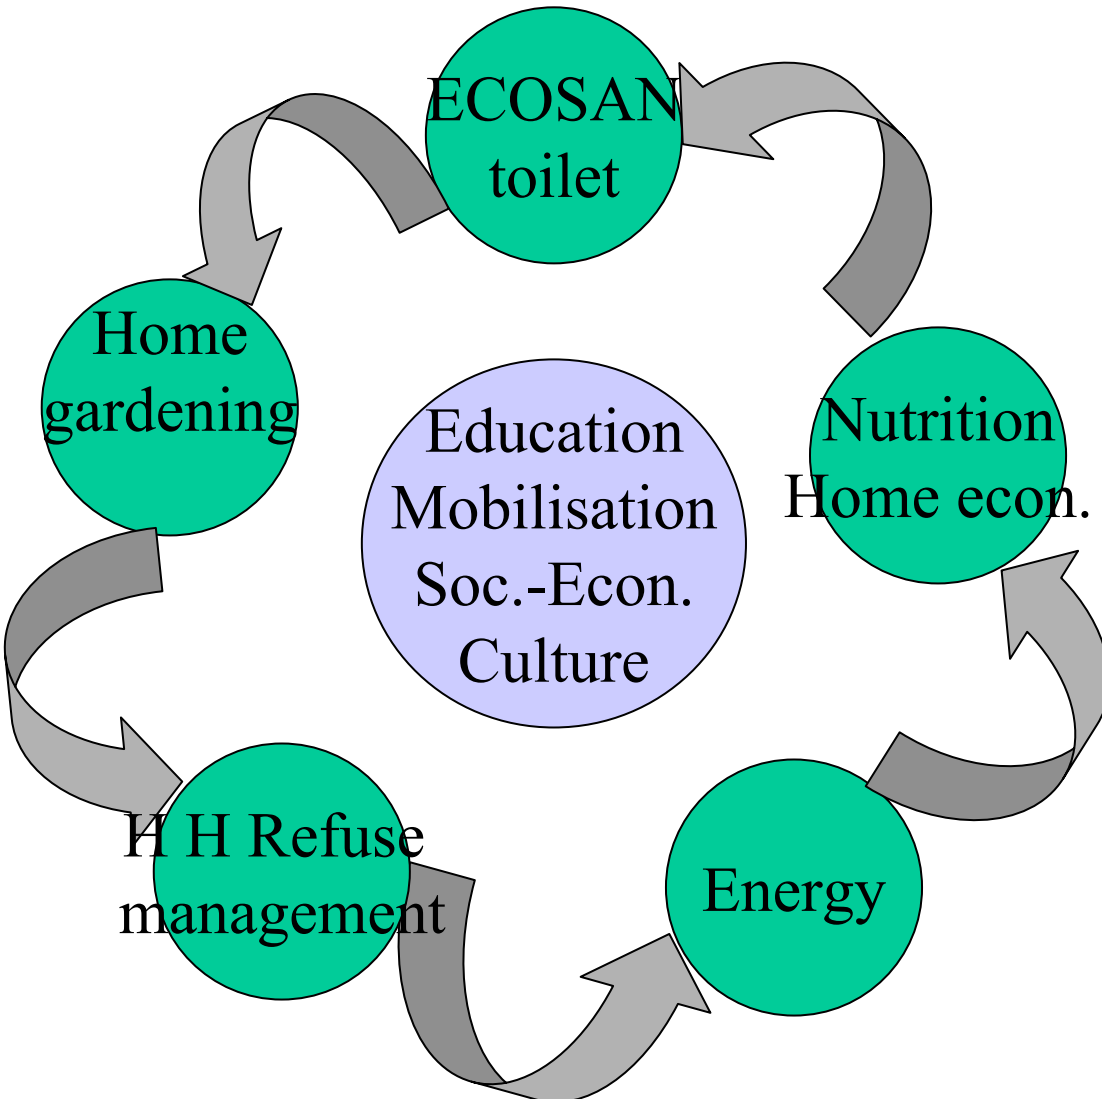 ECOSAN
toilet
Home
gardening
Nutrition
Home econ.
Education
Mobilisation
Soc.-Econ.
Culture
H H Refuse
management
Energy